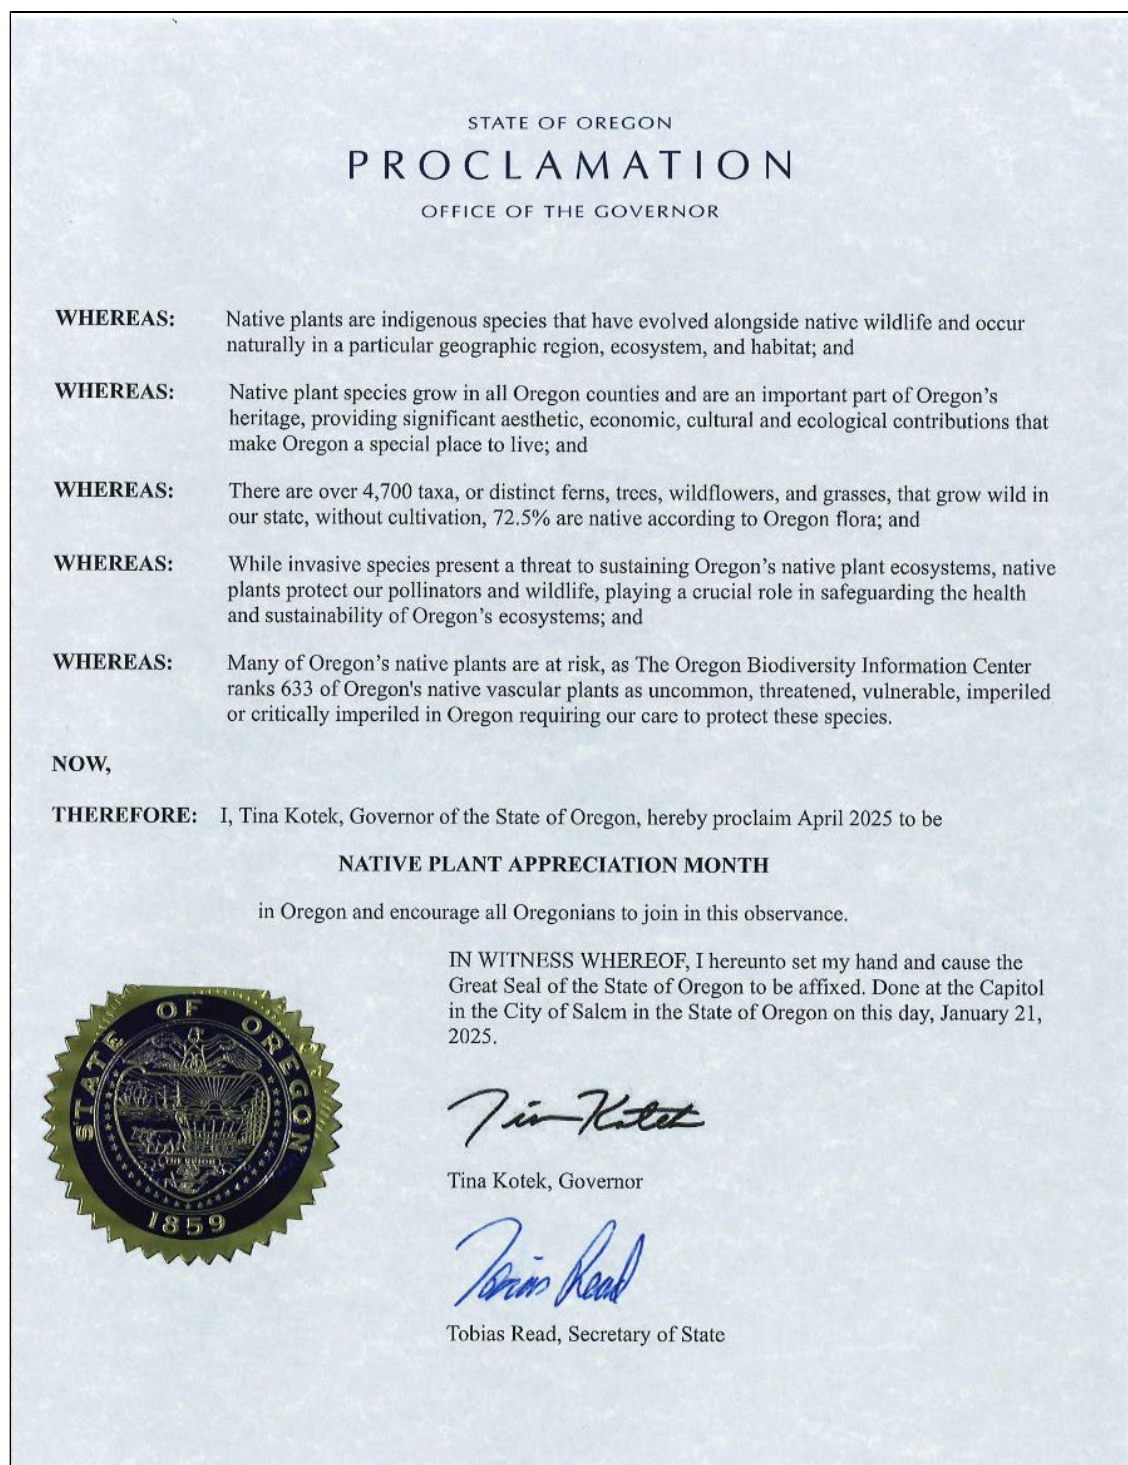 STATE OF OREGON
PROCLAMATION
OFFICE OF THE GOVERNOR
WHEREAS: Native plants are indigenous species that have evolved alongside native wildlife and occur
naturally in a particular geographic region, ecosystem, and habitat; and
WHEREAS: Native plant species grow in all Oregon counties and are an important part of Oregon's
heritage, providing significant aesthetic, economic, cultural and ecological contributions that
make Oregon a special place to live; and
WHEREAS: There are over 4,700 taxa, or distinct ferns, trees, wildflowers, and grasses, that grow wild in
our state, without cultivation, 72.5% are native according to Oregon flora; and
WHEREAS: While invasive species present a threat to sustaining Oregon's native plant ecosystems, native
plants protect our pollinators and wildlife, playing a crucial role in safeguarding the health
and sustainability of Oregon's ecosystems; and
WHEREAS: Many of Oregon's native plants are at risk, as The Oregon Biodiversity Information Center
ranks 633 of Oregon's native vascular plants as uncommon, threatened, vulnerable, imperiled
or critically imperiled in Oregon requiring our care to protect these species.
NOW,
THEREFORE: I, Tina Kotek, Governor of the State of Oregon, hereby proclaim April 2025 to be
NATIVE PLANT APPRECIATION MONTH
in Oregon and encourage all Oregonians to join in this observance.
IN WITNESS WHEREOF, I hereunto set my hand and cause the
Great Seal of the State of Oregon to be affixed. Done at the Capitol
in the City of Salem in the State of Oregon on this day, January 21,
2025.
STATE OF OREGON
THE UNION
1859
Tina Kotek
Tina Kotek, Governor
Tobias Read
Tobias Read, Secretary of State